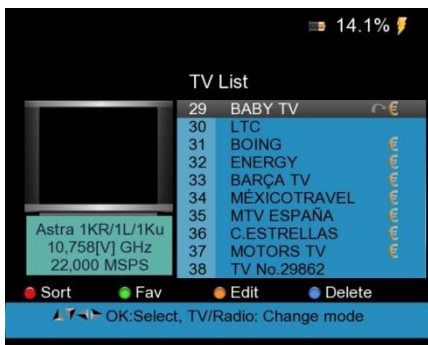 14.1%
TV List
29 BABY TV €
30 LTC
31 BOING €
32 ENERGY €
33 BARÇA TV €
34 MÉXICOTRAVEL €
35 MTV ESPAÑA €
36 C.ESTRELLAS €
37 MOTORS TV €
38 TV No.29862
Astra 1KR/1L/1Ku
10,758[V] GHz
22,000 MSPS
Sort Fav Edit Delete
OK:Select, TV/Radio: Change mode